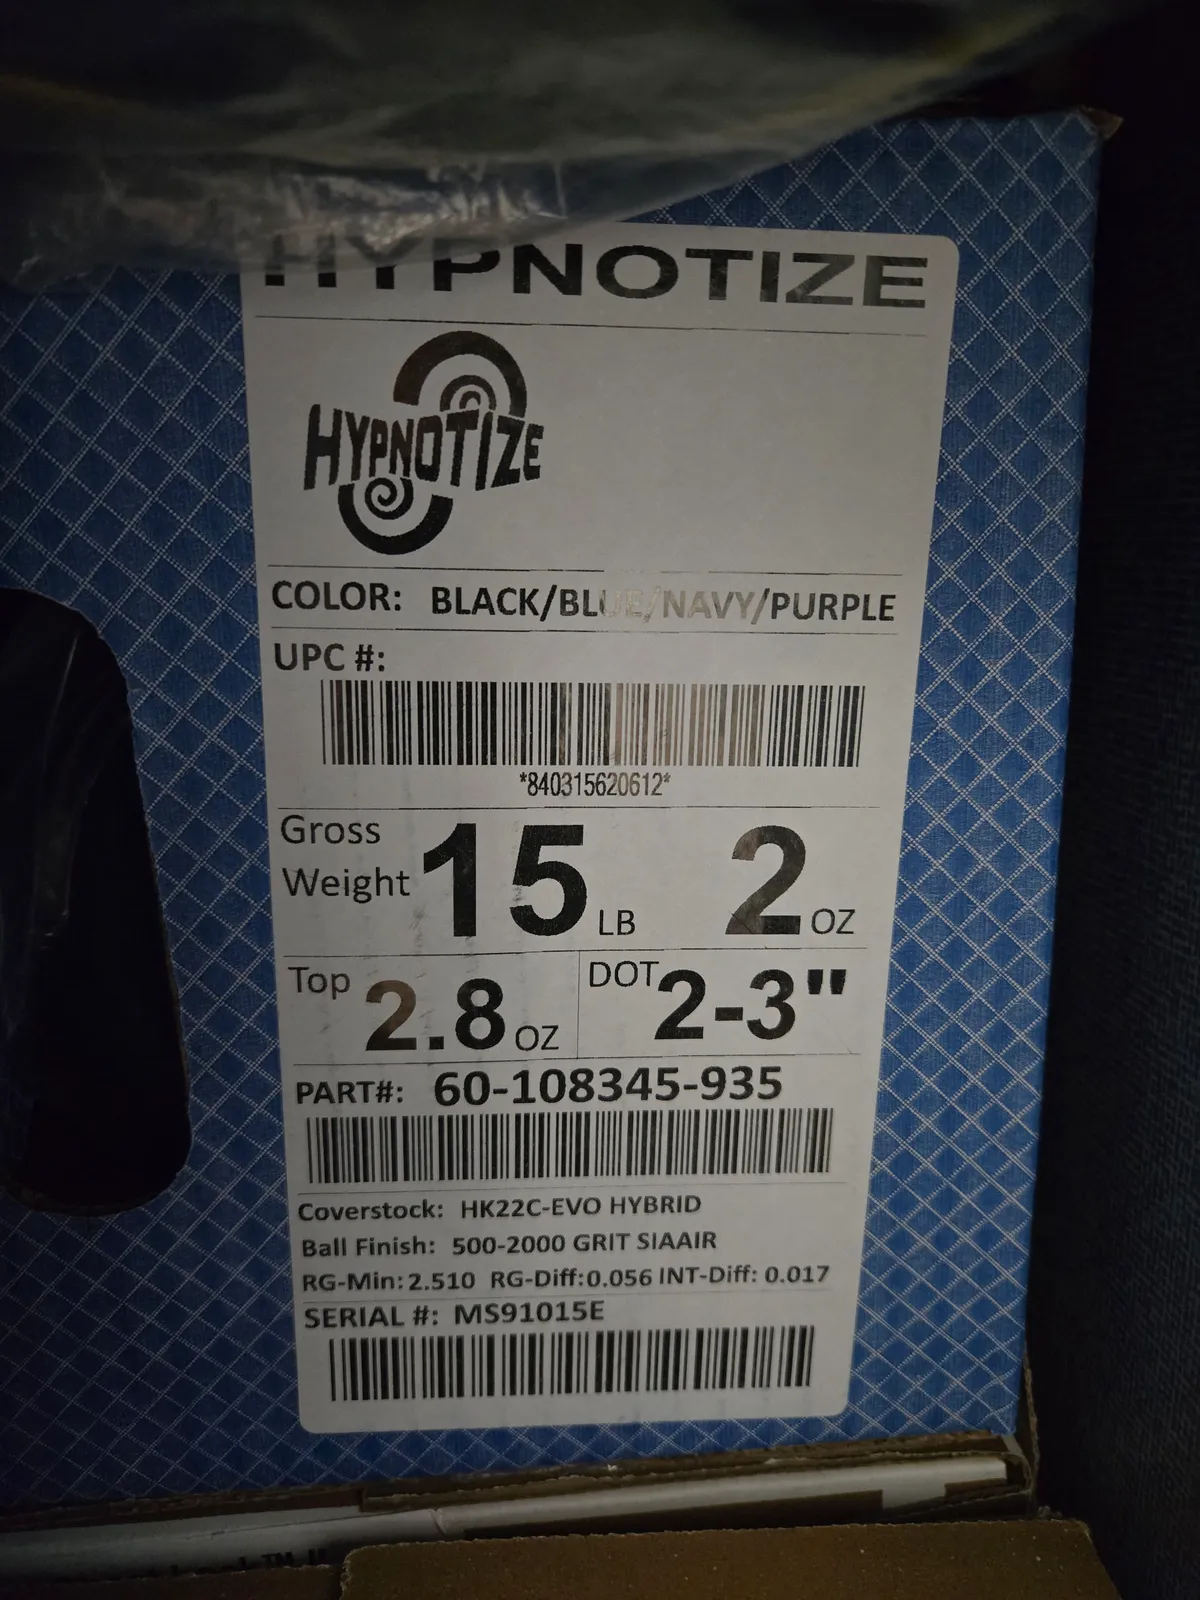 HYPNOTIZE
HYPNOTIZE
COLOR: BLACK/BLUE/NAVY/PURPLE
UPC #:
*840315620612*
Gross
Weight 15 LB 2 OZ
Top 2.8 OZ DOT 2-3"
PART#: 60-108345-935
Coverstock: HK22C-EVO HYBRID
Ball Finish: 500-2000 GRIT SIAAIR
RG-Min: 2.510 RG-Diff: 0.056 INT-Diff: 0.017
SERIAL #: MS91015E